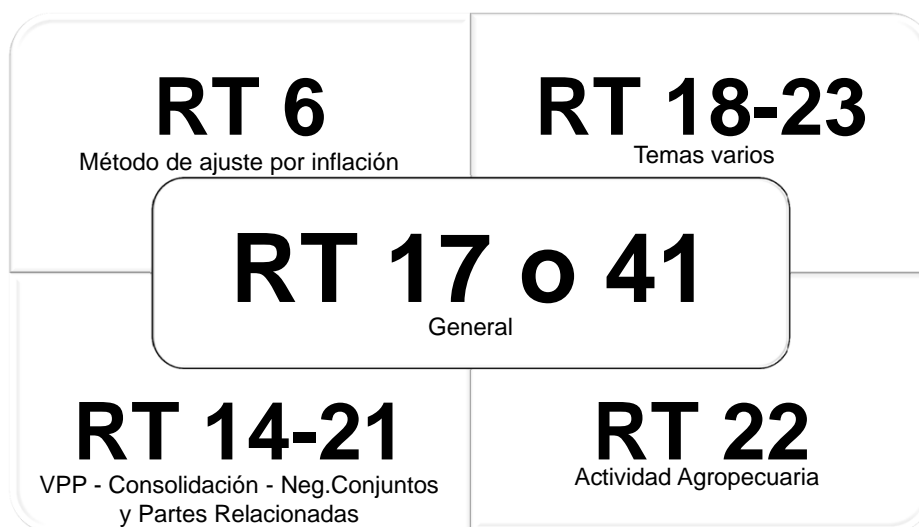 RT 6
Método de ajuste por inflación
RT 18-23
Temas varios
RT 17 o 41
General
RT 14-21
VPP - Consolidación - Neg.Conjuntos
y Partes Relacionadas
RT 22
Actividad Agropecuaria